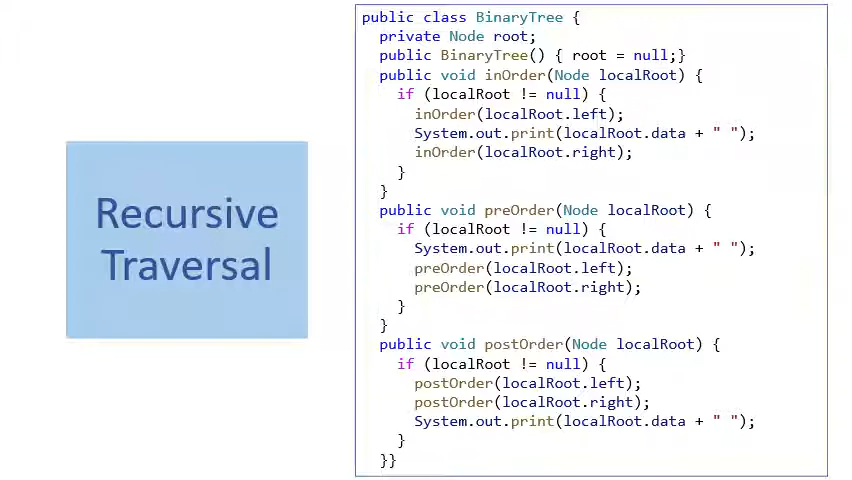 Recursive
Traversal
public class BinaryTree {
  private Node root;
  public BinaryTree() { root = null;}
  public void inOrder(Node localRoot) {
    if (localRoot != null) {
      inOrder(localRoot.left);
      System.out.print(localRoot.data + " ");
      inOrder(localRoot.right);
    }
  }
  public void preOrder(Node localRoot) {
    if (localRoot != null) {
      System.out.print(localRoot.data + " ");
      preOrder(localRoot.left);
      preOrder(localRoot.right);
    }
  }
  public void postOrder(Node localRoot) {
    if (localRoot != null) {
      postOrder(localRoot.left);
      postOrder(localRoot.right);
      System.out.print(localRoot.data + " ");
    }
  }}